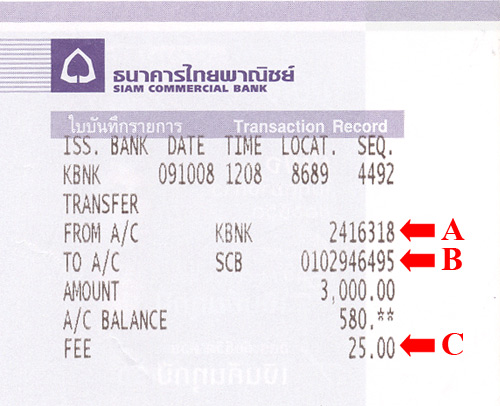 ธนาคารไทยพาณิชย์
SIAM COMMERCIAL BANK
ใบบันทึกรายการ Transaction Record
ISS. BANK DATE TIME LOCAT. SEQ.
KBNK 091008 1208 8689 4492
TRANSFER
FROM A/C KBNK 2416318 A
TO A/C SCB 0102946495 B
AMOUNT 3,000.00
A/C BALANCE 580.**
FEE 25.00 C